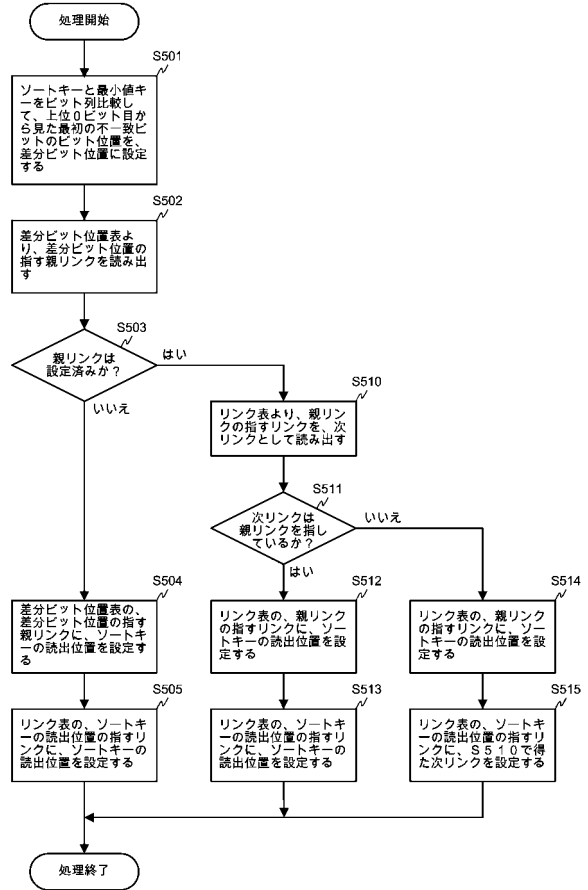 処理開始
S501
ソートキーと最小値キ
ーをビット列比較し
て、上位0ビット目か
ら見た最初の不一致ビ
ットのビット位置を、
差分ビット位置に設定
する
S502
差分ビット位置表よ
り、差分ビット位置の
指す親リンクを読み出
す
S503
親リンクは
設定済みか？
はい
いいえ
S510
リンク表より、親リンク
の指すリンクを、次
リンクとして読み出す
S511
次リンクは
親リンクを指し
ているか？
いいえ
はい
S504
差分ビット位置表の、
差分ビット位置の指す
親リンクに、ソートキ
ーの読出位置を設定す
る
S512
リンク表の、親リンク
の指すリンクに、ソー
トキーの読出位置を設
定する
S514
リンク表の、親リンク
の指すリンクに、ソー
トキーの読出位置を設
定する
S505
リンク表の、ソートキ
ーの読出位置の指すリ
ンクに、ソートキーの
読出位置を設定する
S513
リンク表の、ソートキ
ーの読出位置の指すリ
ンクに、ソートキーの
読出位置を設定する
S515
リンク表の、ソートキ
ーの読出位置の指すリ
ンクに、S510で得
た次リンクを設定する
処理終了